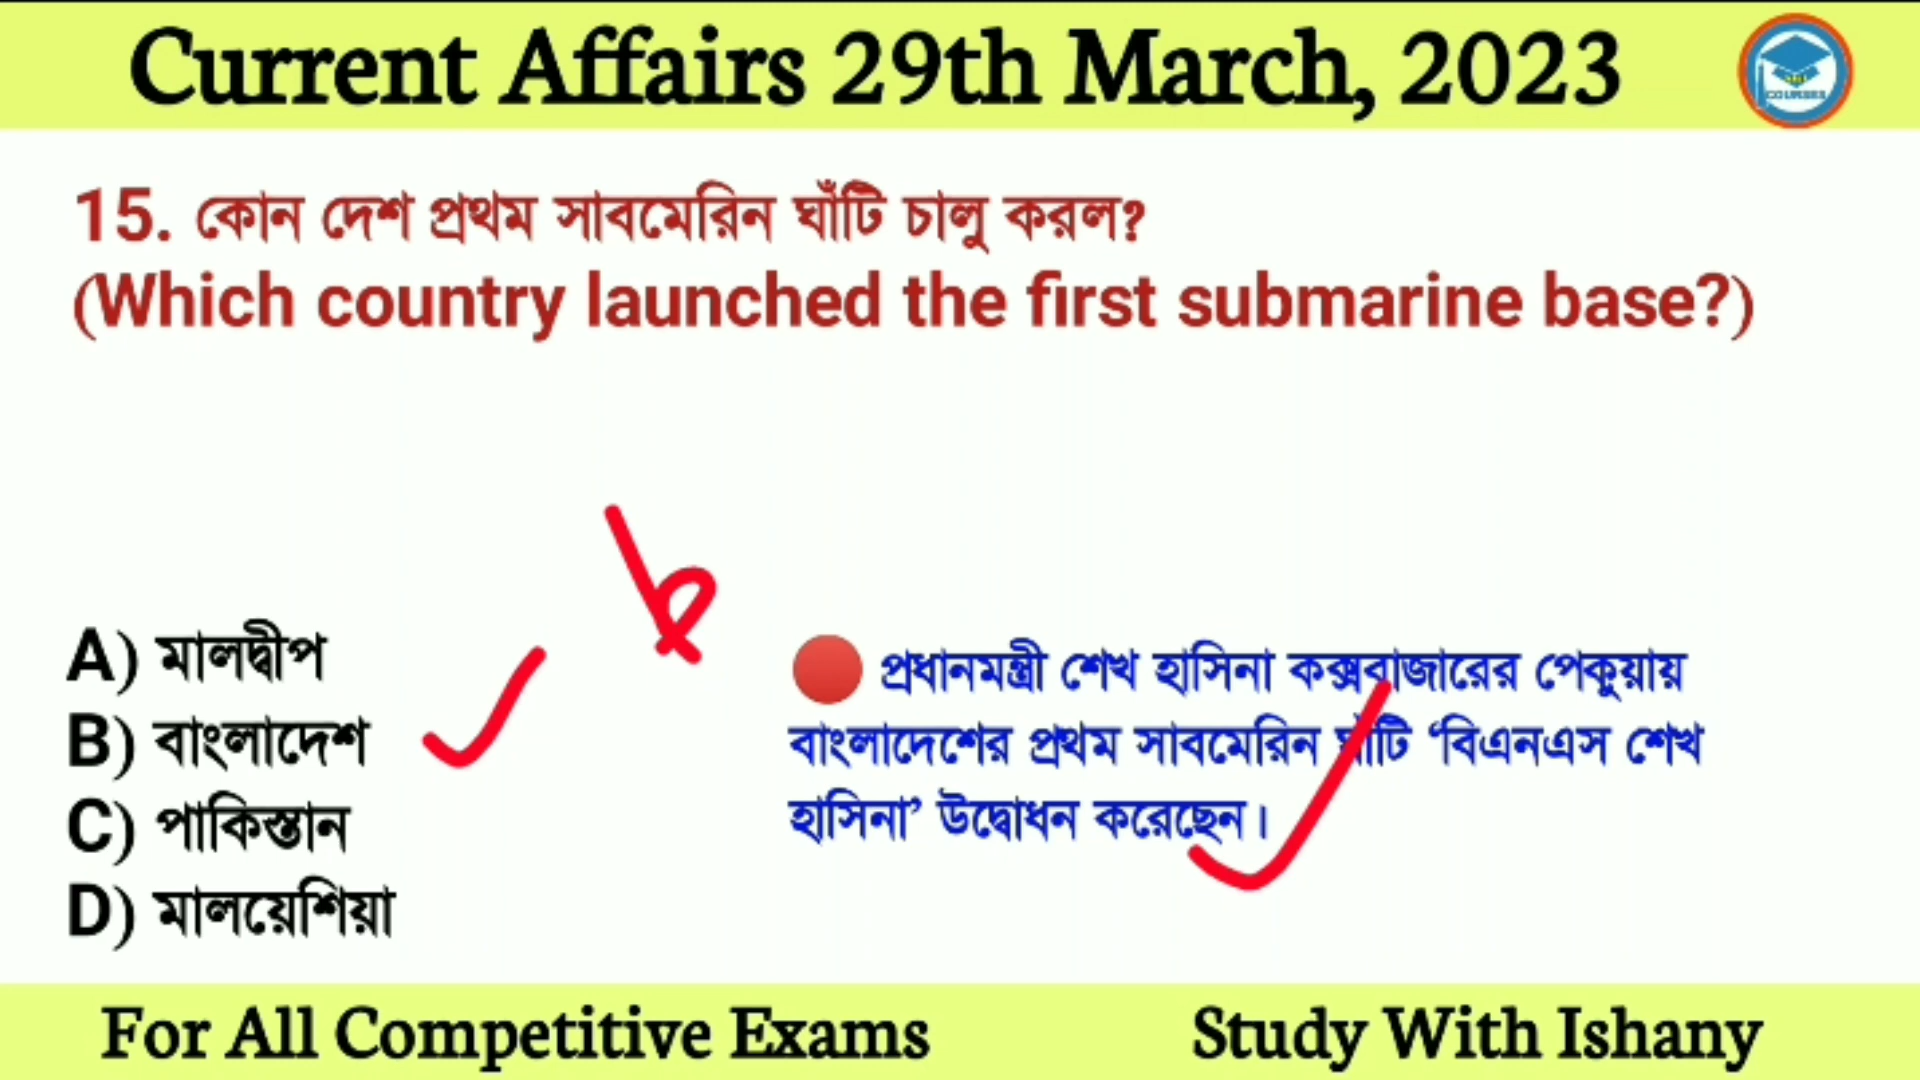 Current Affairs 29th March, 2023
COURSES
15. কোন দেশ প্রথম সাবমেরিন ঘাঁটি চালু করল?
(Which country launched the first submarine base?)
b
A) মালদ্বীপ
B) বাংলাদেশ
C) পাকিস্তান
D) মালয়েশিয়া
প্রধানমন্ত্রী শেখ হাসিনা কক্সবাজারের পেকুয়ায়
বাংলাদেশের প্রথম সাবমেরিন ঘাঁটি ‘বিএনএস শেখ
হাসিনা’ উদ্বোধন করেছেন।
For All Competitive Exams
Study With Ishany